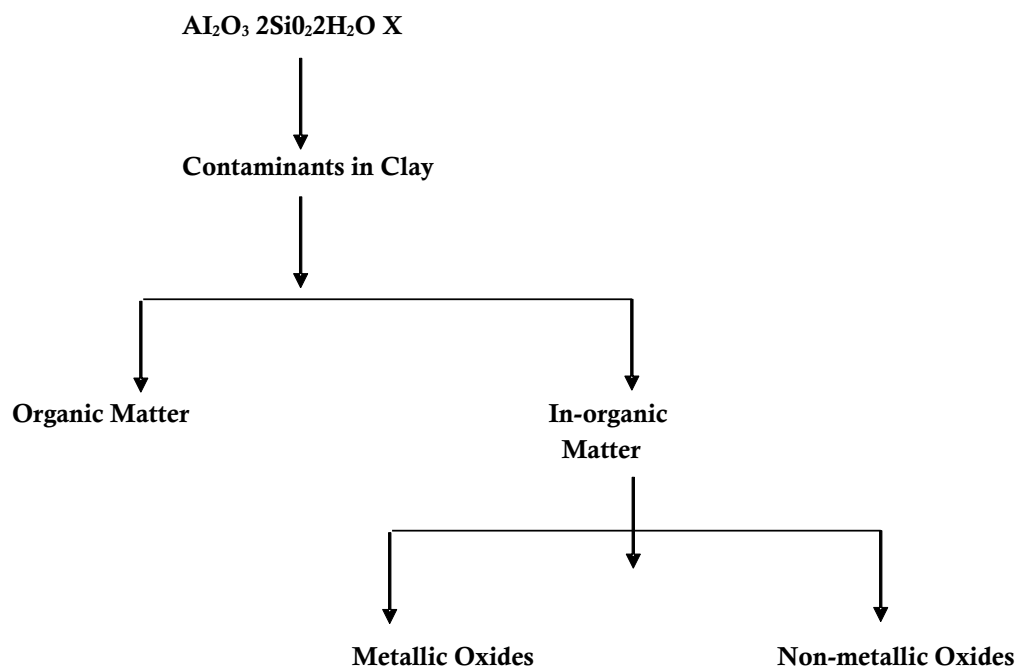 AI₂O₃ 2Si0₂2H₂O X
Contaminants in Clay
Organic Matter
In-organic
Matter
Metallic Oxides
Non-metallic Oxides